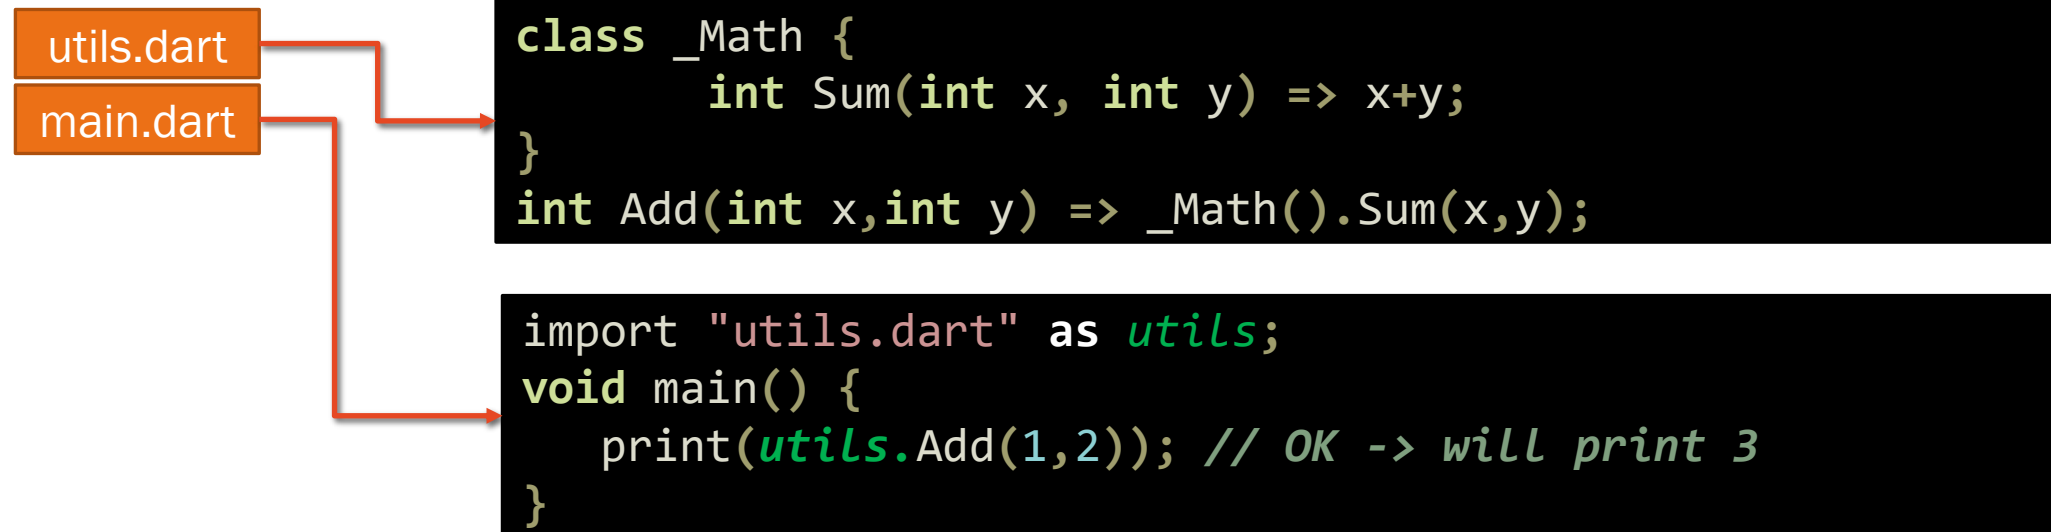 utils.dart
main.dart
class _Math {
int Sum(int x, int y) => x+y;
}
int Add(int x,int y) => _Math().Sum(x,y);
import "utils.dart" as utils;
void main() {
print(utils.Add(1,2)); // OK -> will print 3
}